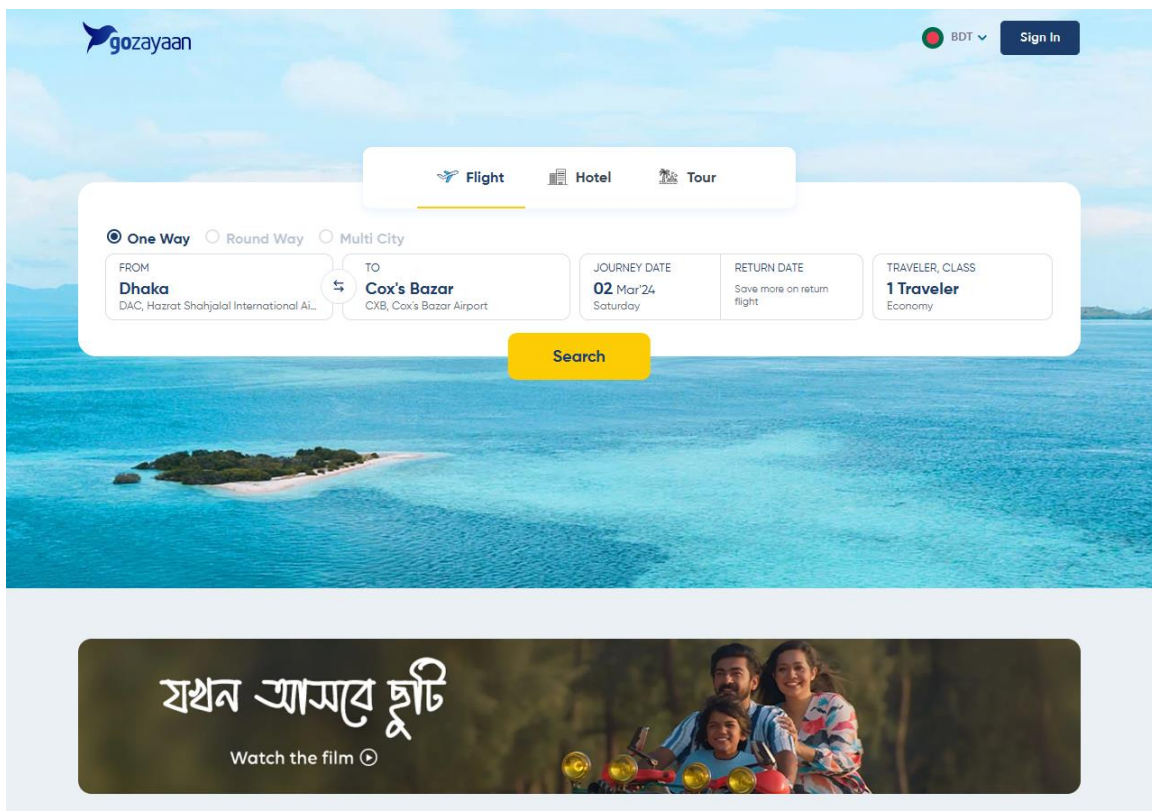 gozayaan
BDT
Sign In
Flight
Hotel
Tour
One Way
Round Way
Multi City
FROM
Dhaka
DAC, Hazrat Shahjalal International Ai...
TO
Cox's Bazar
CXB, Cox's Bazar Airport
JOURNEY DATE
02 Mar'24
Saturday
RETURN DATE
Save more on return
flight
TRAVELER, CLASS
1 Traveler
Economy
Search
যখন আসবে ছুটি
Watch the film